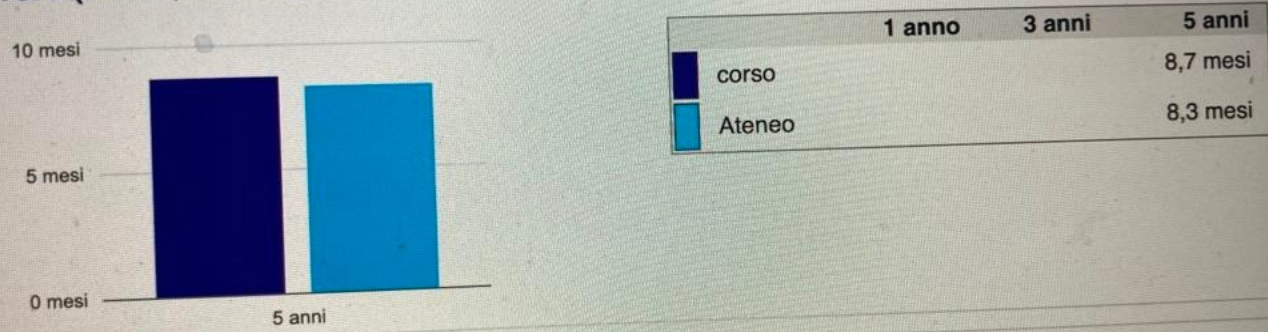 10 mesi
5 mesi
0 mesi
5 anni
1 anno 3 anni 5 anni
corso 8,7 mesi
Ateneo 8,3 mesi